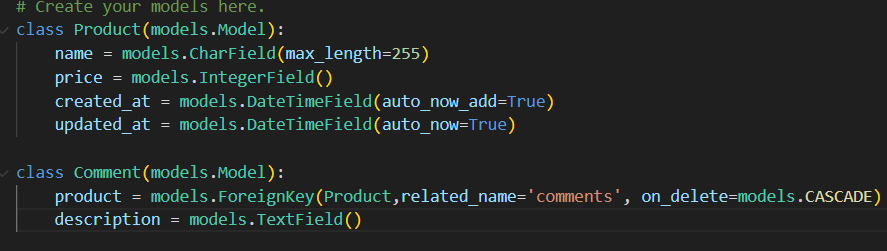 # Create your models here.
class Product(models.Model):
    name = models.CharField(max_length=255)
    price = models.IntegerField()
    created_at = models.DateTimeField(auto_now_add=True)
    updated_at = models.DateTimeField(auto_now=True)
class Comment(models.Model):
    product = models.ForeignKey(Product,related_name='comments', on_delete=models.CASCADE)
    description = models.TextField()